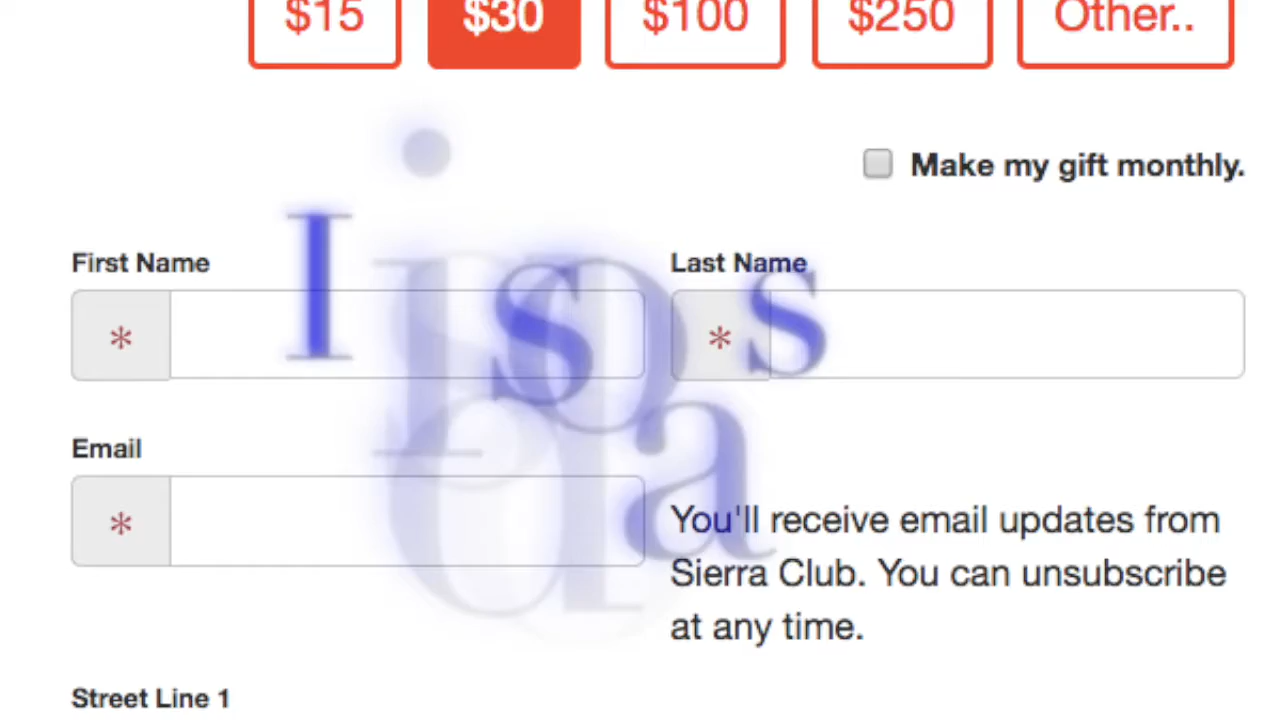 $15 $30 $100 $250 Other..
Make my gift monthly.
First Name Last Name
* *
Email
*
You'll receive email updates from
Sierra Club. You can unsubscribe
at any time.
Street Line 1